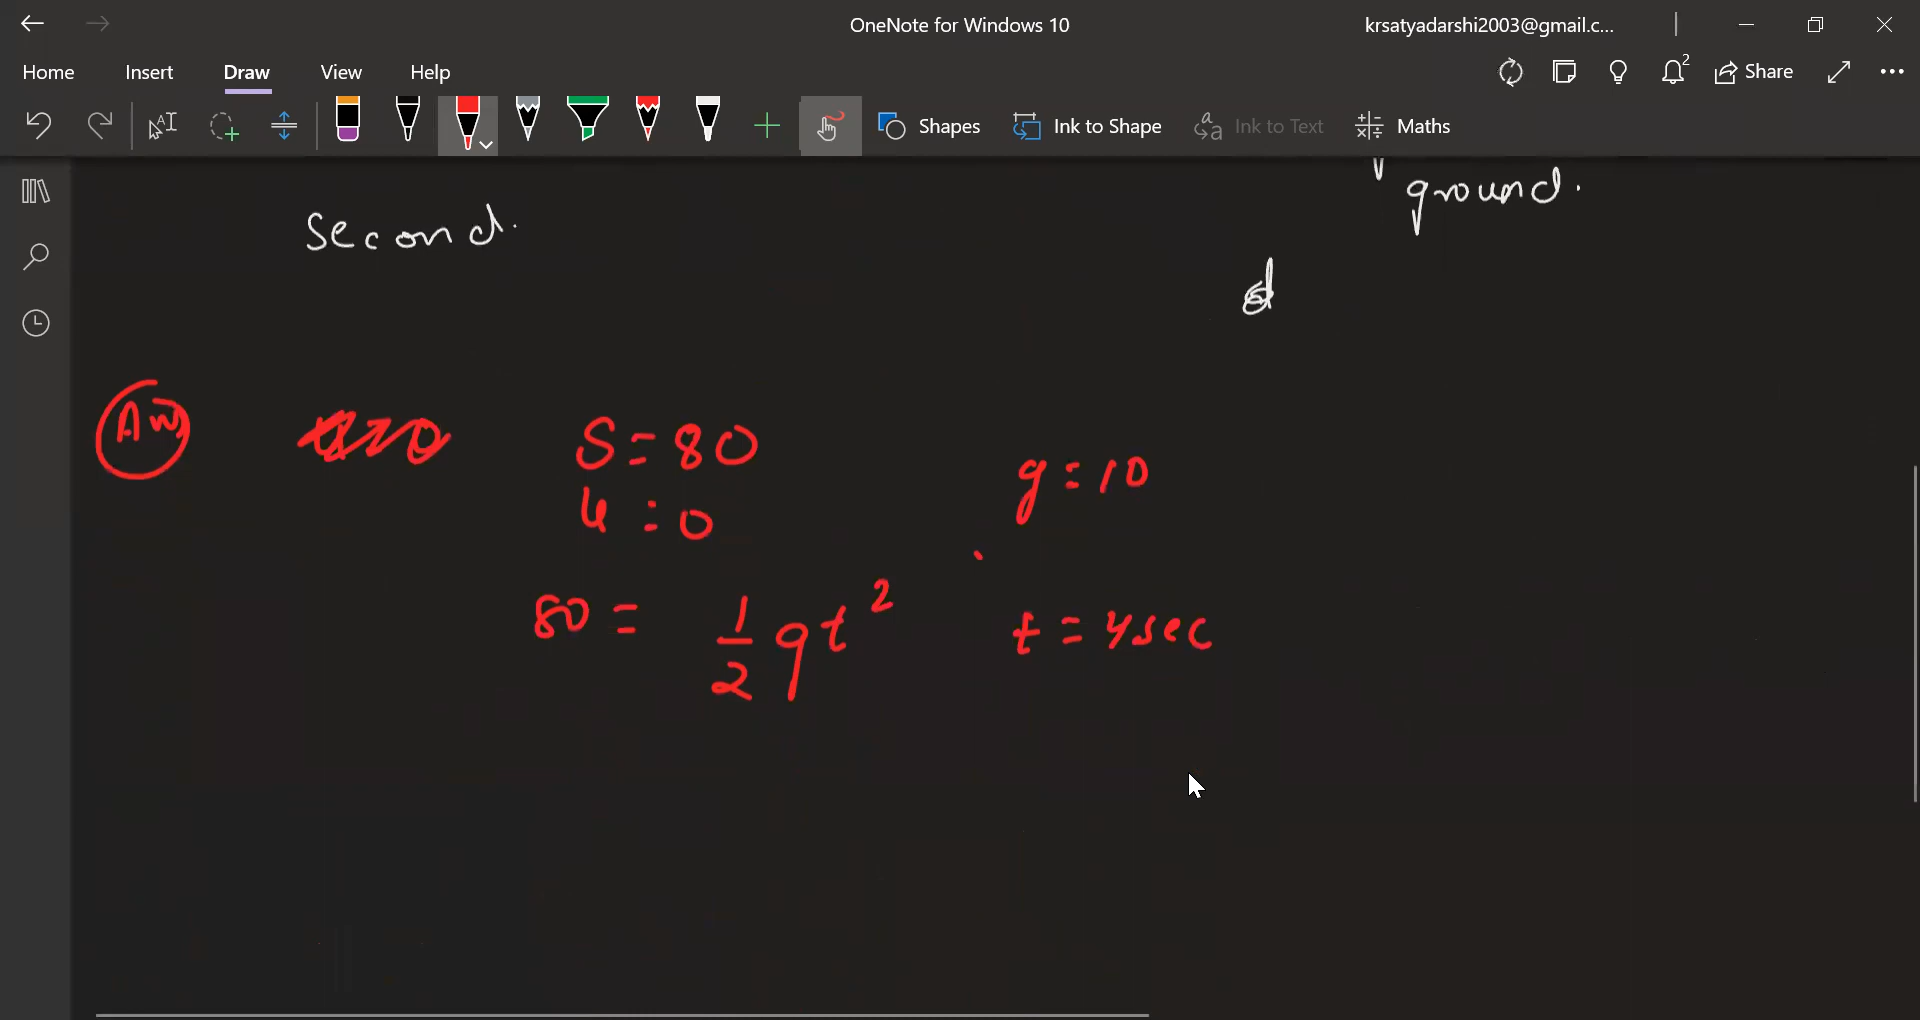 OneNote for Windows 10
krsatyadarshi2003@gmail.c...
Home Insert Draw View Help
2 Share
Shapes Ink to Shape Ink to Text Maths
ground.
second.
d
S = 80
g = 10
u = 0
80 = 1/2 gt²
t = 4sec